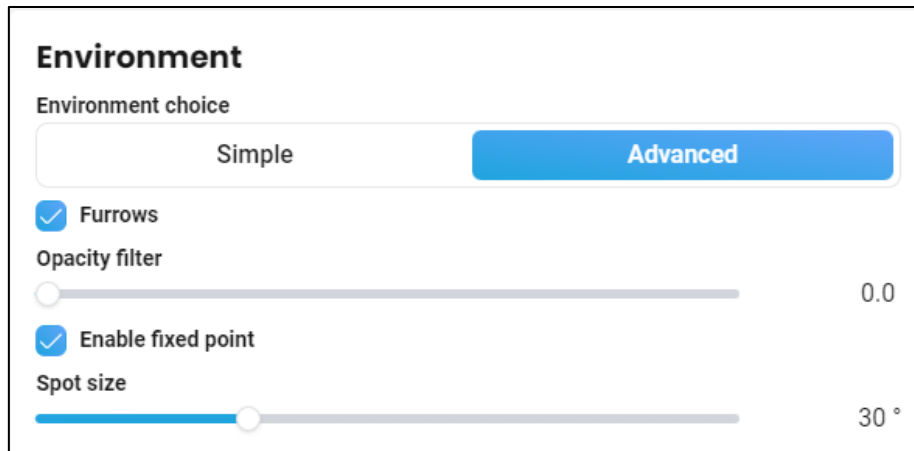 Environment
Environment choice
Simple Advanced
Furrows
Opacity filter
0.0
Enable fixed point
Spot size
30 °